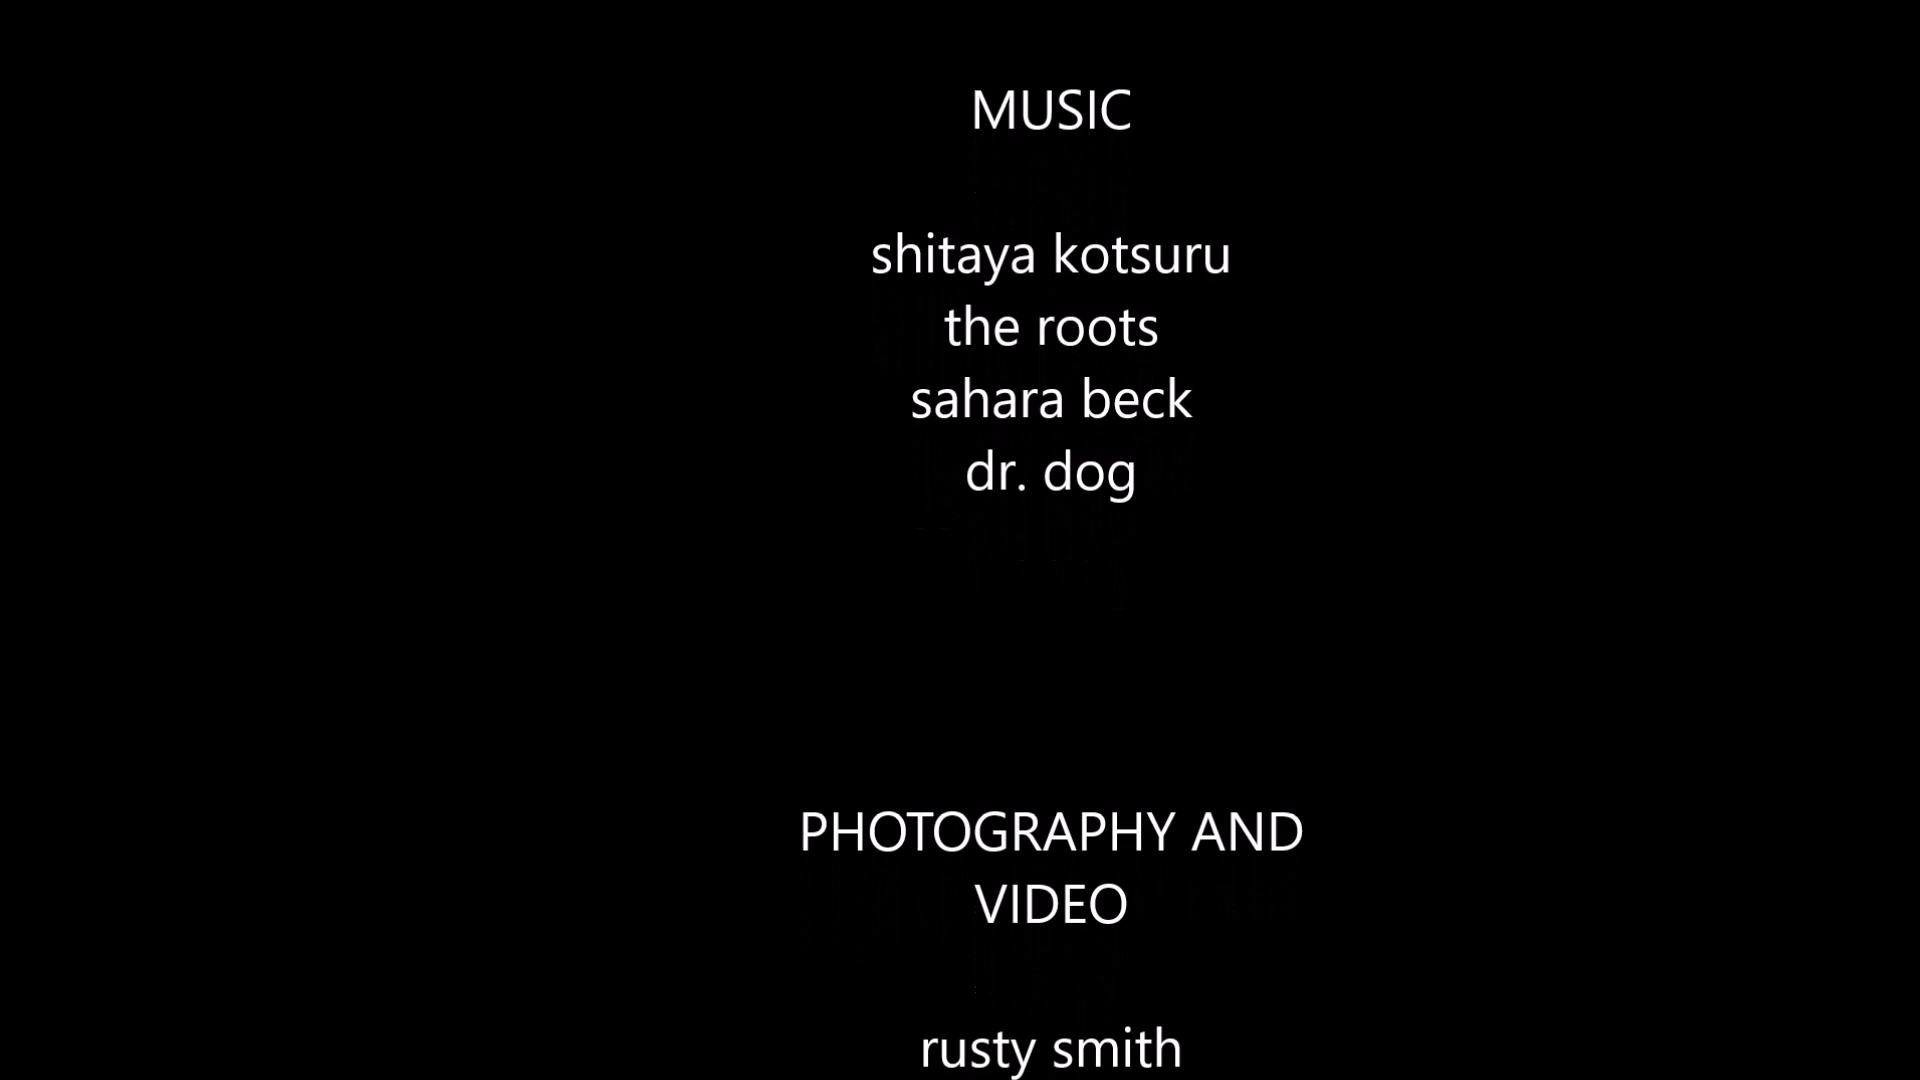 MUSIC
shitaya kotsuru
the roots
sahara beck
dr. dog
PHOTOGRAPHY AND
VIDEO
rusty smith